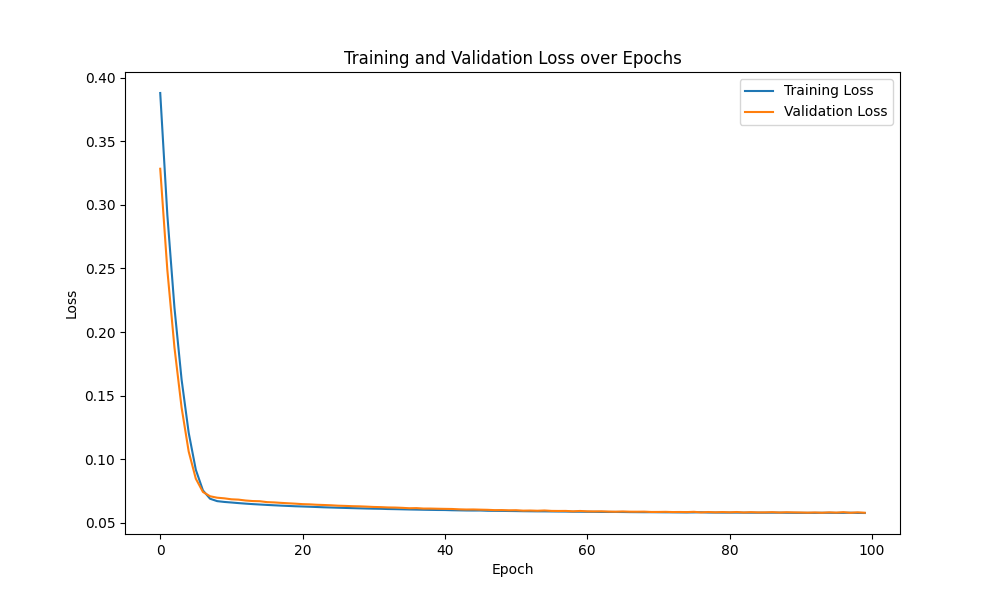 Training and Validation Loss over Epochs
Training Loss
Validation Loss
Loss
0.40
0.35
0.30
0.25
0.20
0.15
0.10
0.05
0 20 40 60 80 100
Epoch